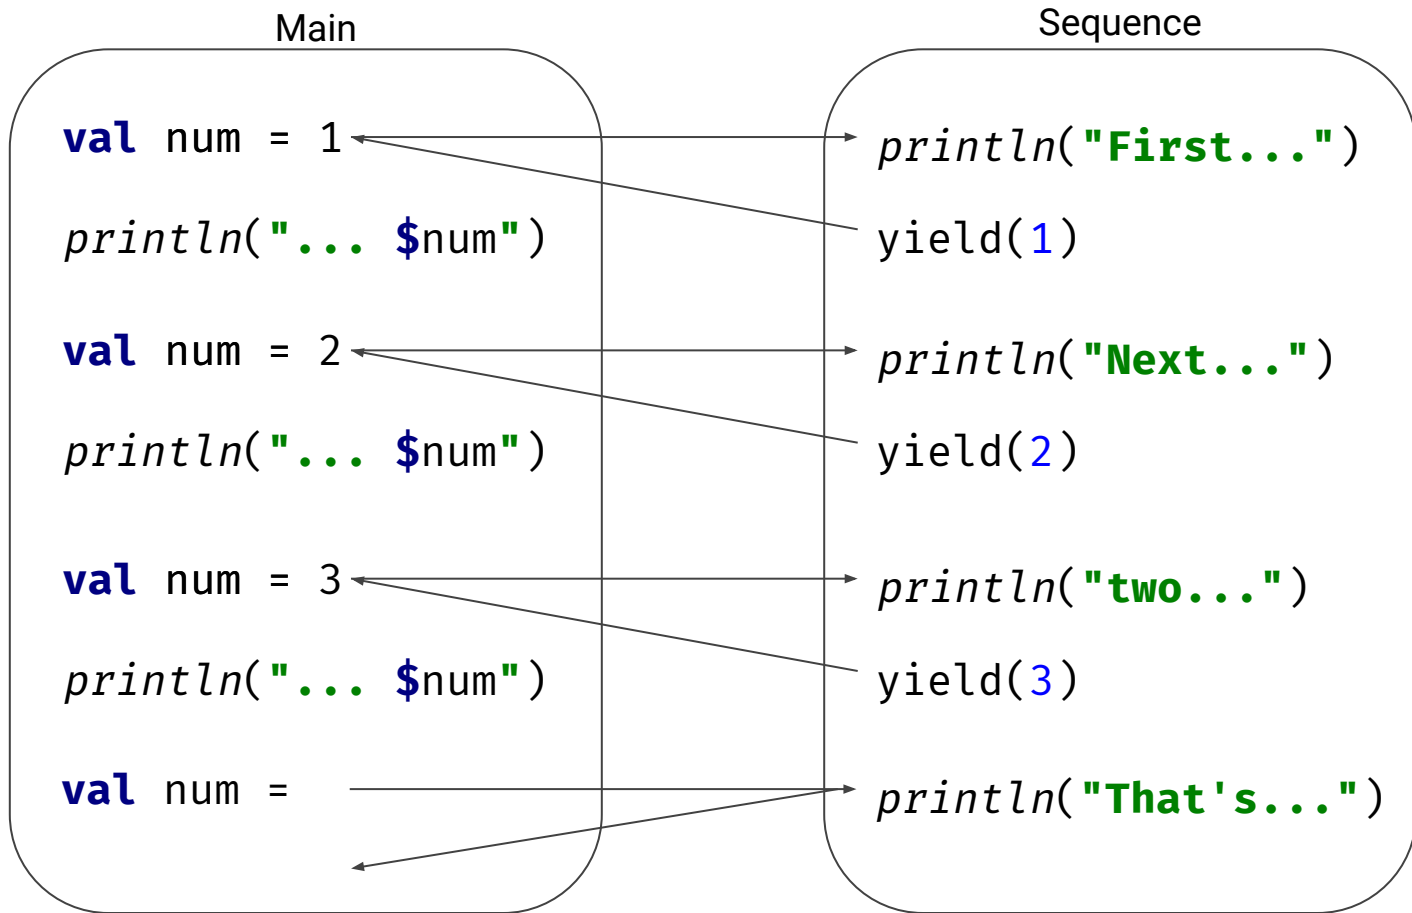 Main
val num = 1
println("... $num")
val num = 2
println("... $num")
val num = 3
println("... $num")
val num =
Sequence
println("First...")
yield(1)
println("Next...")
yield(2)
println("two...")
yield(3)
println("That's...")